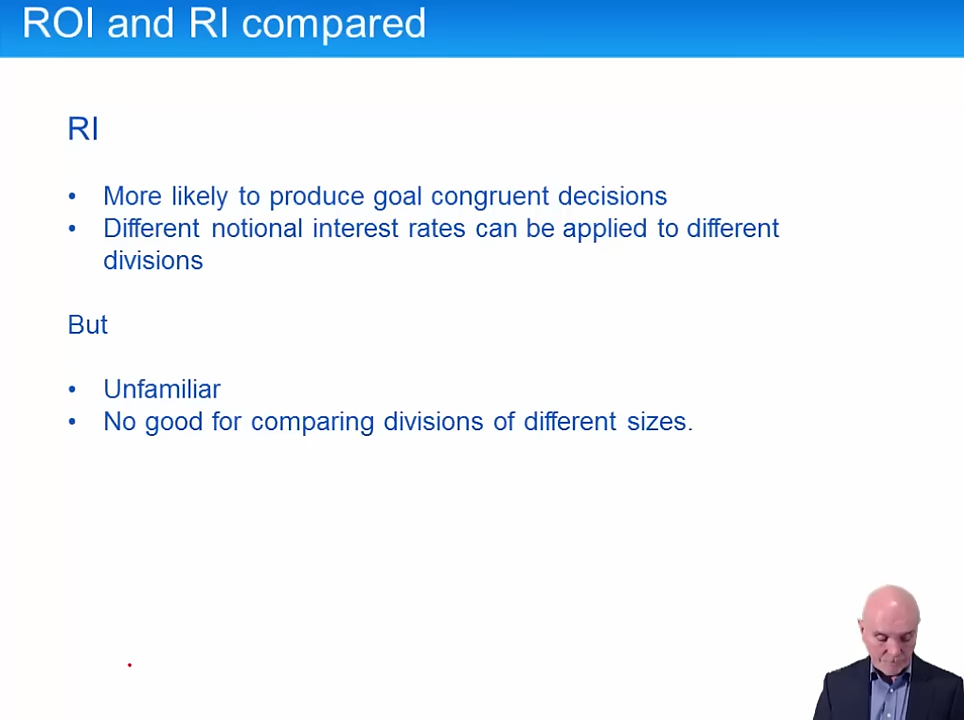 ROI and RI compared
RI
• More likely to produce goal congruent decisions
• Different notional interest rates can be applied to different
divisions
But
• Unfamiliar
• No good for comparing divisions of different sizes.